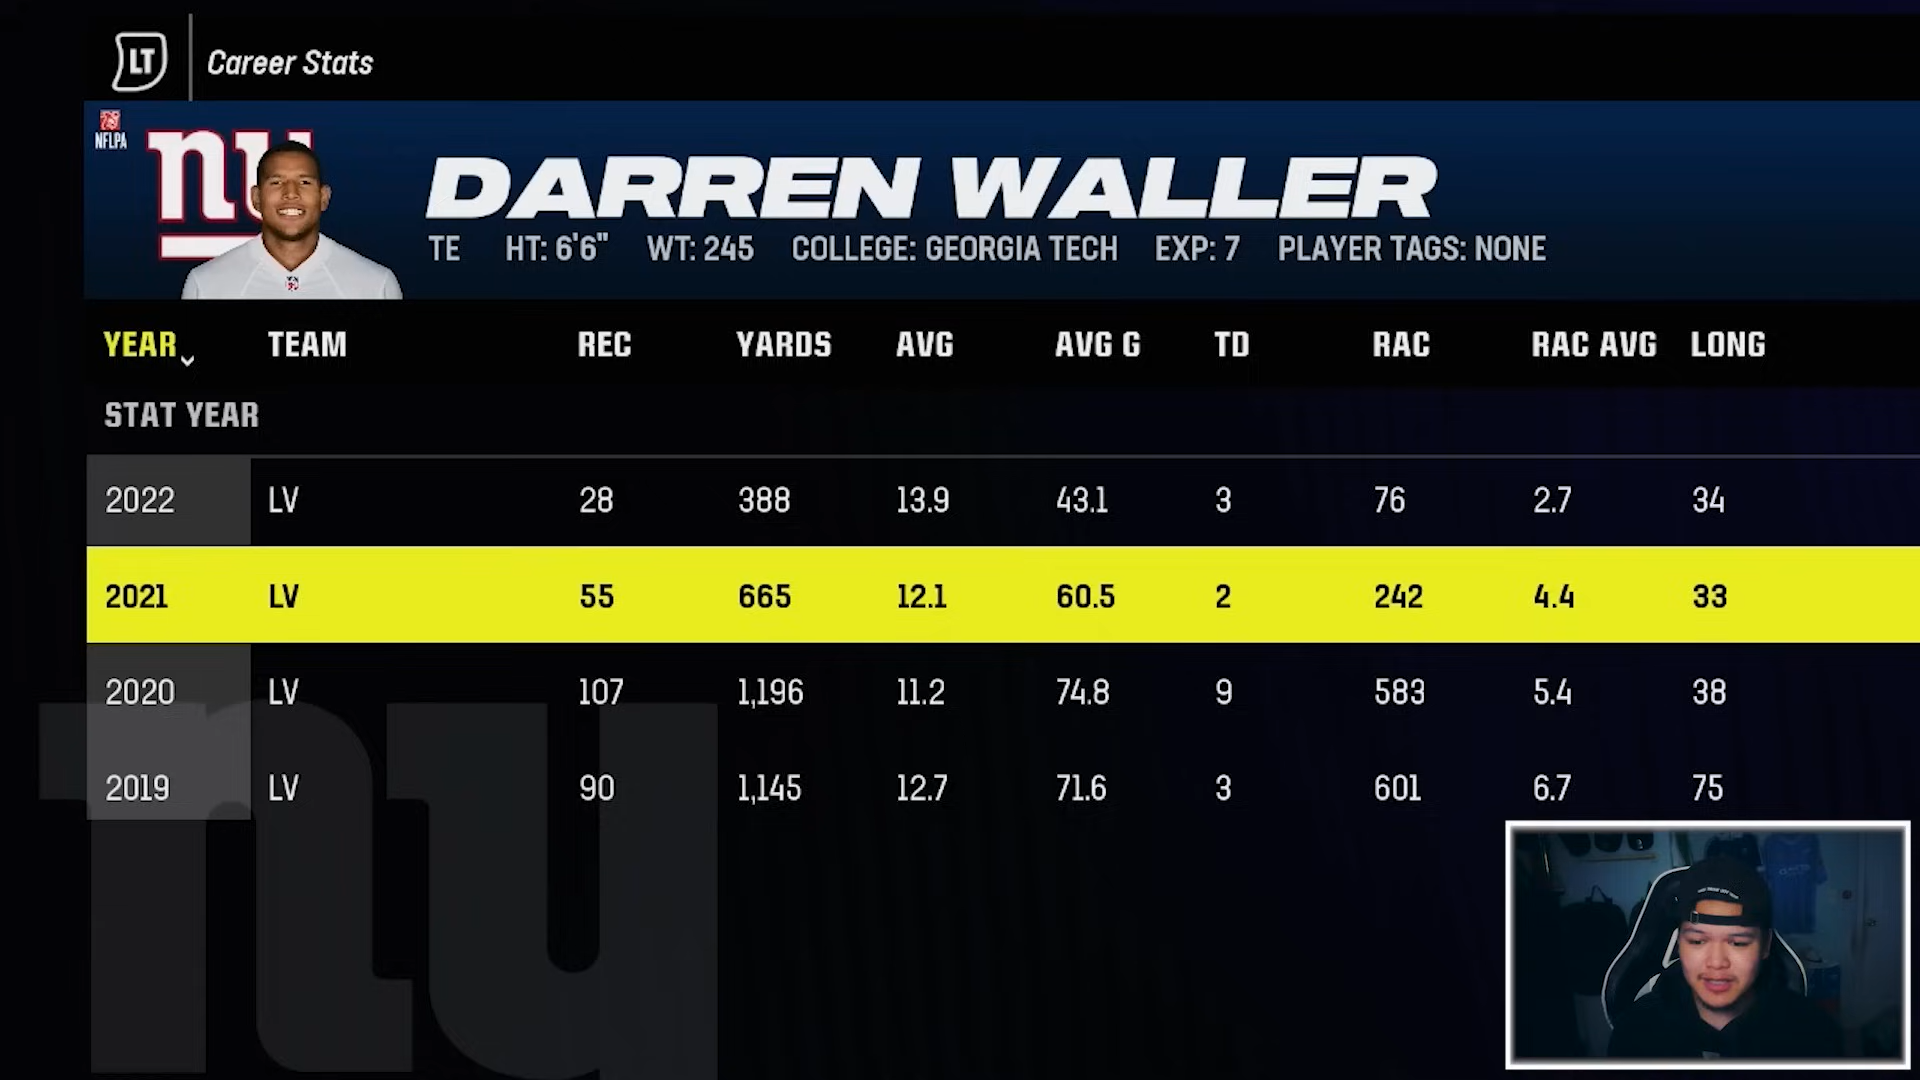 LT Career Stats
NFLPA
ny
DARREN WALLER
TE HT: 6'6" WT: 245 COLLEGE: GEORGIA TECH EXP: 7 PLAYER TAGS: NONE
YEAR TEAM REC YARDS AVG AVG G TD RAC RAC AVG LONG
STAT YEAR
2022 LV 28 388 13.9 43.1 3 76 2.7 34
2021 LV 55 665 12.1 60.5 2 242 4.4 33
2020 LV 107 1,196 11.2 74.8 9 583 5.4 38
2019 LV 90 1,145 12.7 71.6 3 601 6.7 75
ny